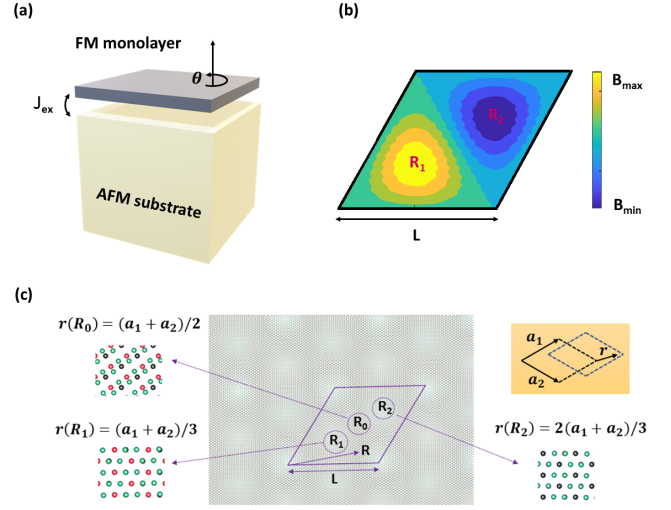 (a)
FM monolayer
θ
J_ex
AFM substrate
(b)
R_1
R_2
B_max
B_min
L
(c)
r(R_0) = (a_1 + a_2)/2
r(R_1) = (a_1 + a_2)/3
R_0
R_1
R_2
R
L
a_1
a_2
r
r(R_2) = 2(a_1 + a_2)/3